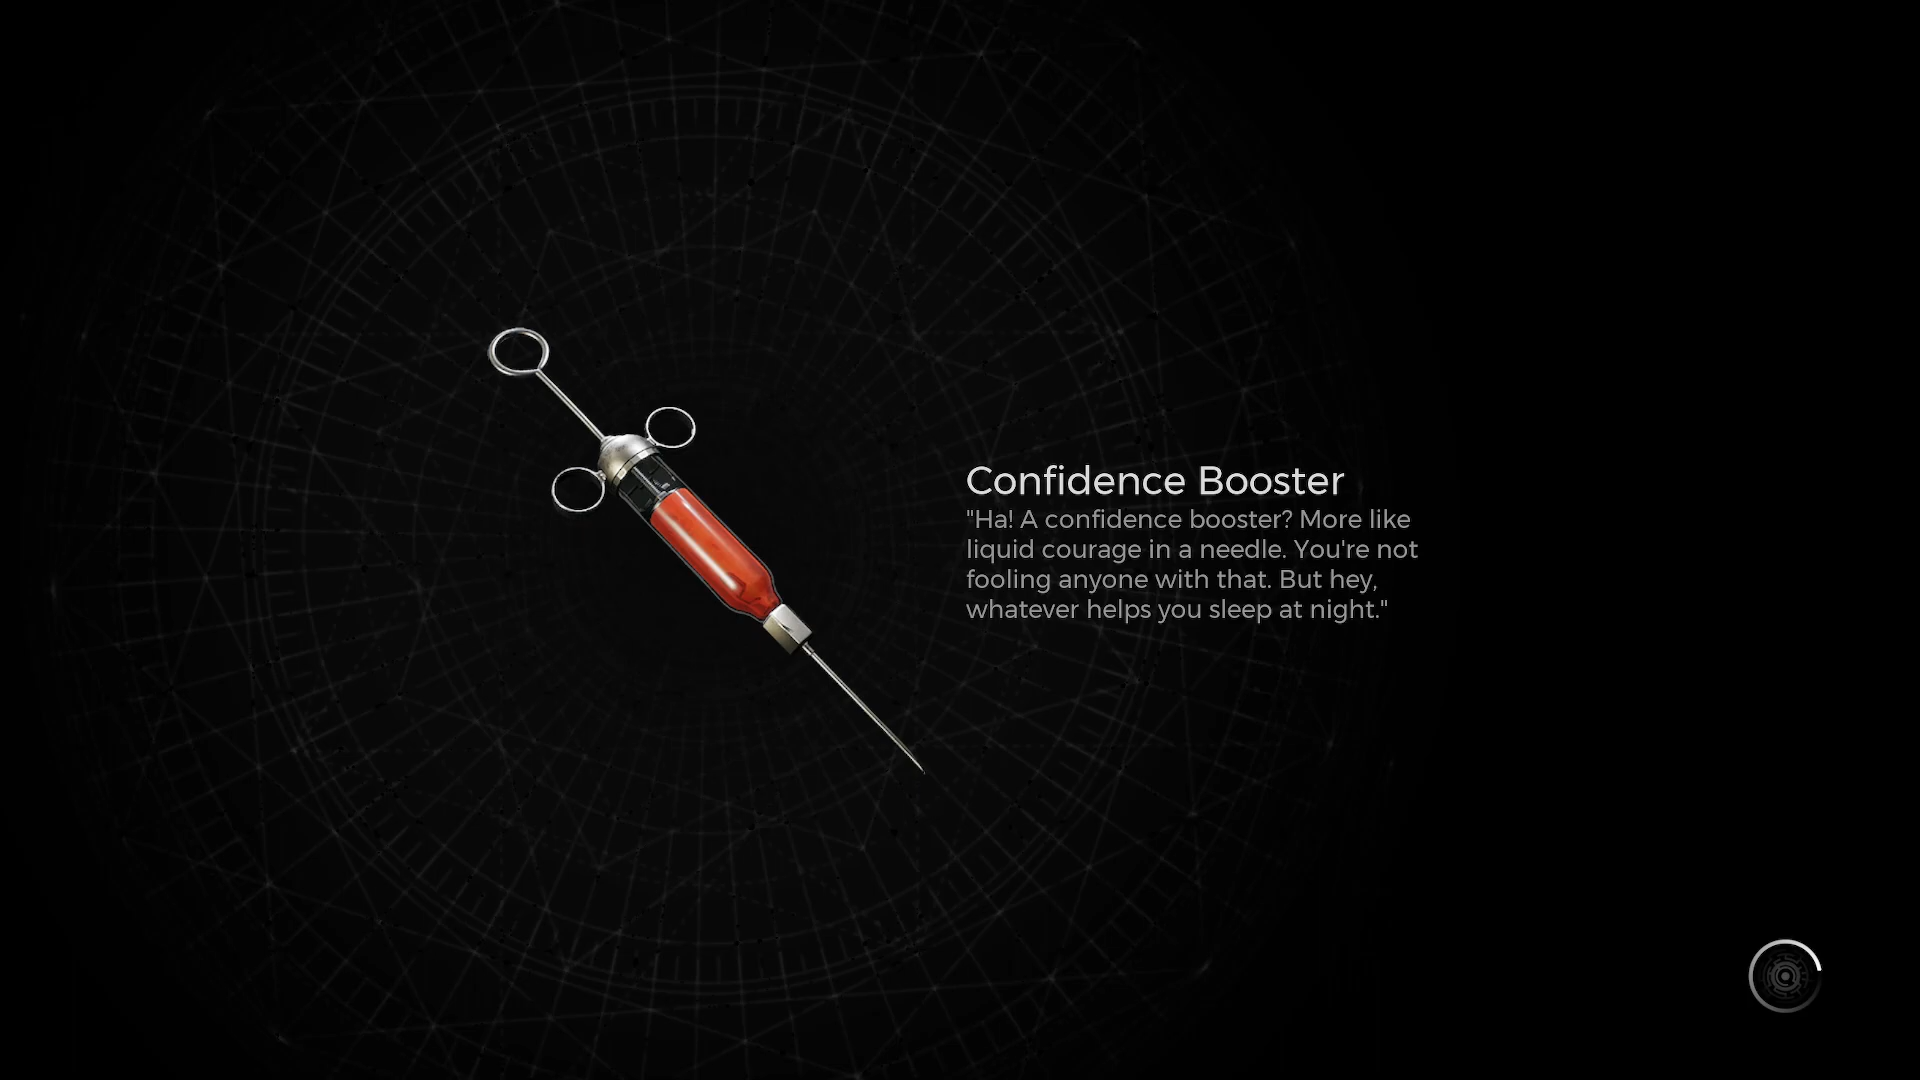 Confidence Booster
"Ha! A confidence booster? More like
liquid courage in a needle. You're not
fooling anyone with that. But hey,
whatever helps you sleep at night."